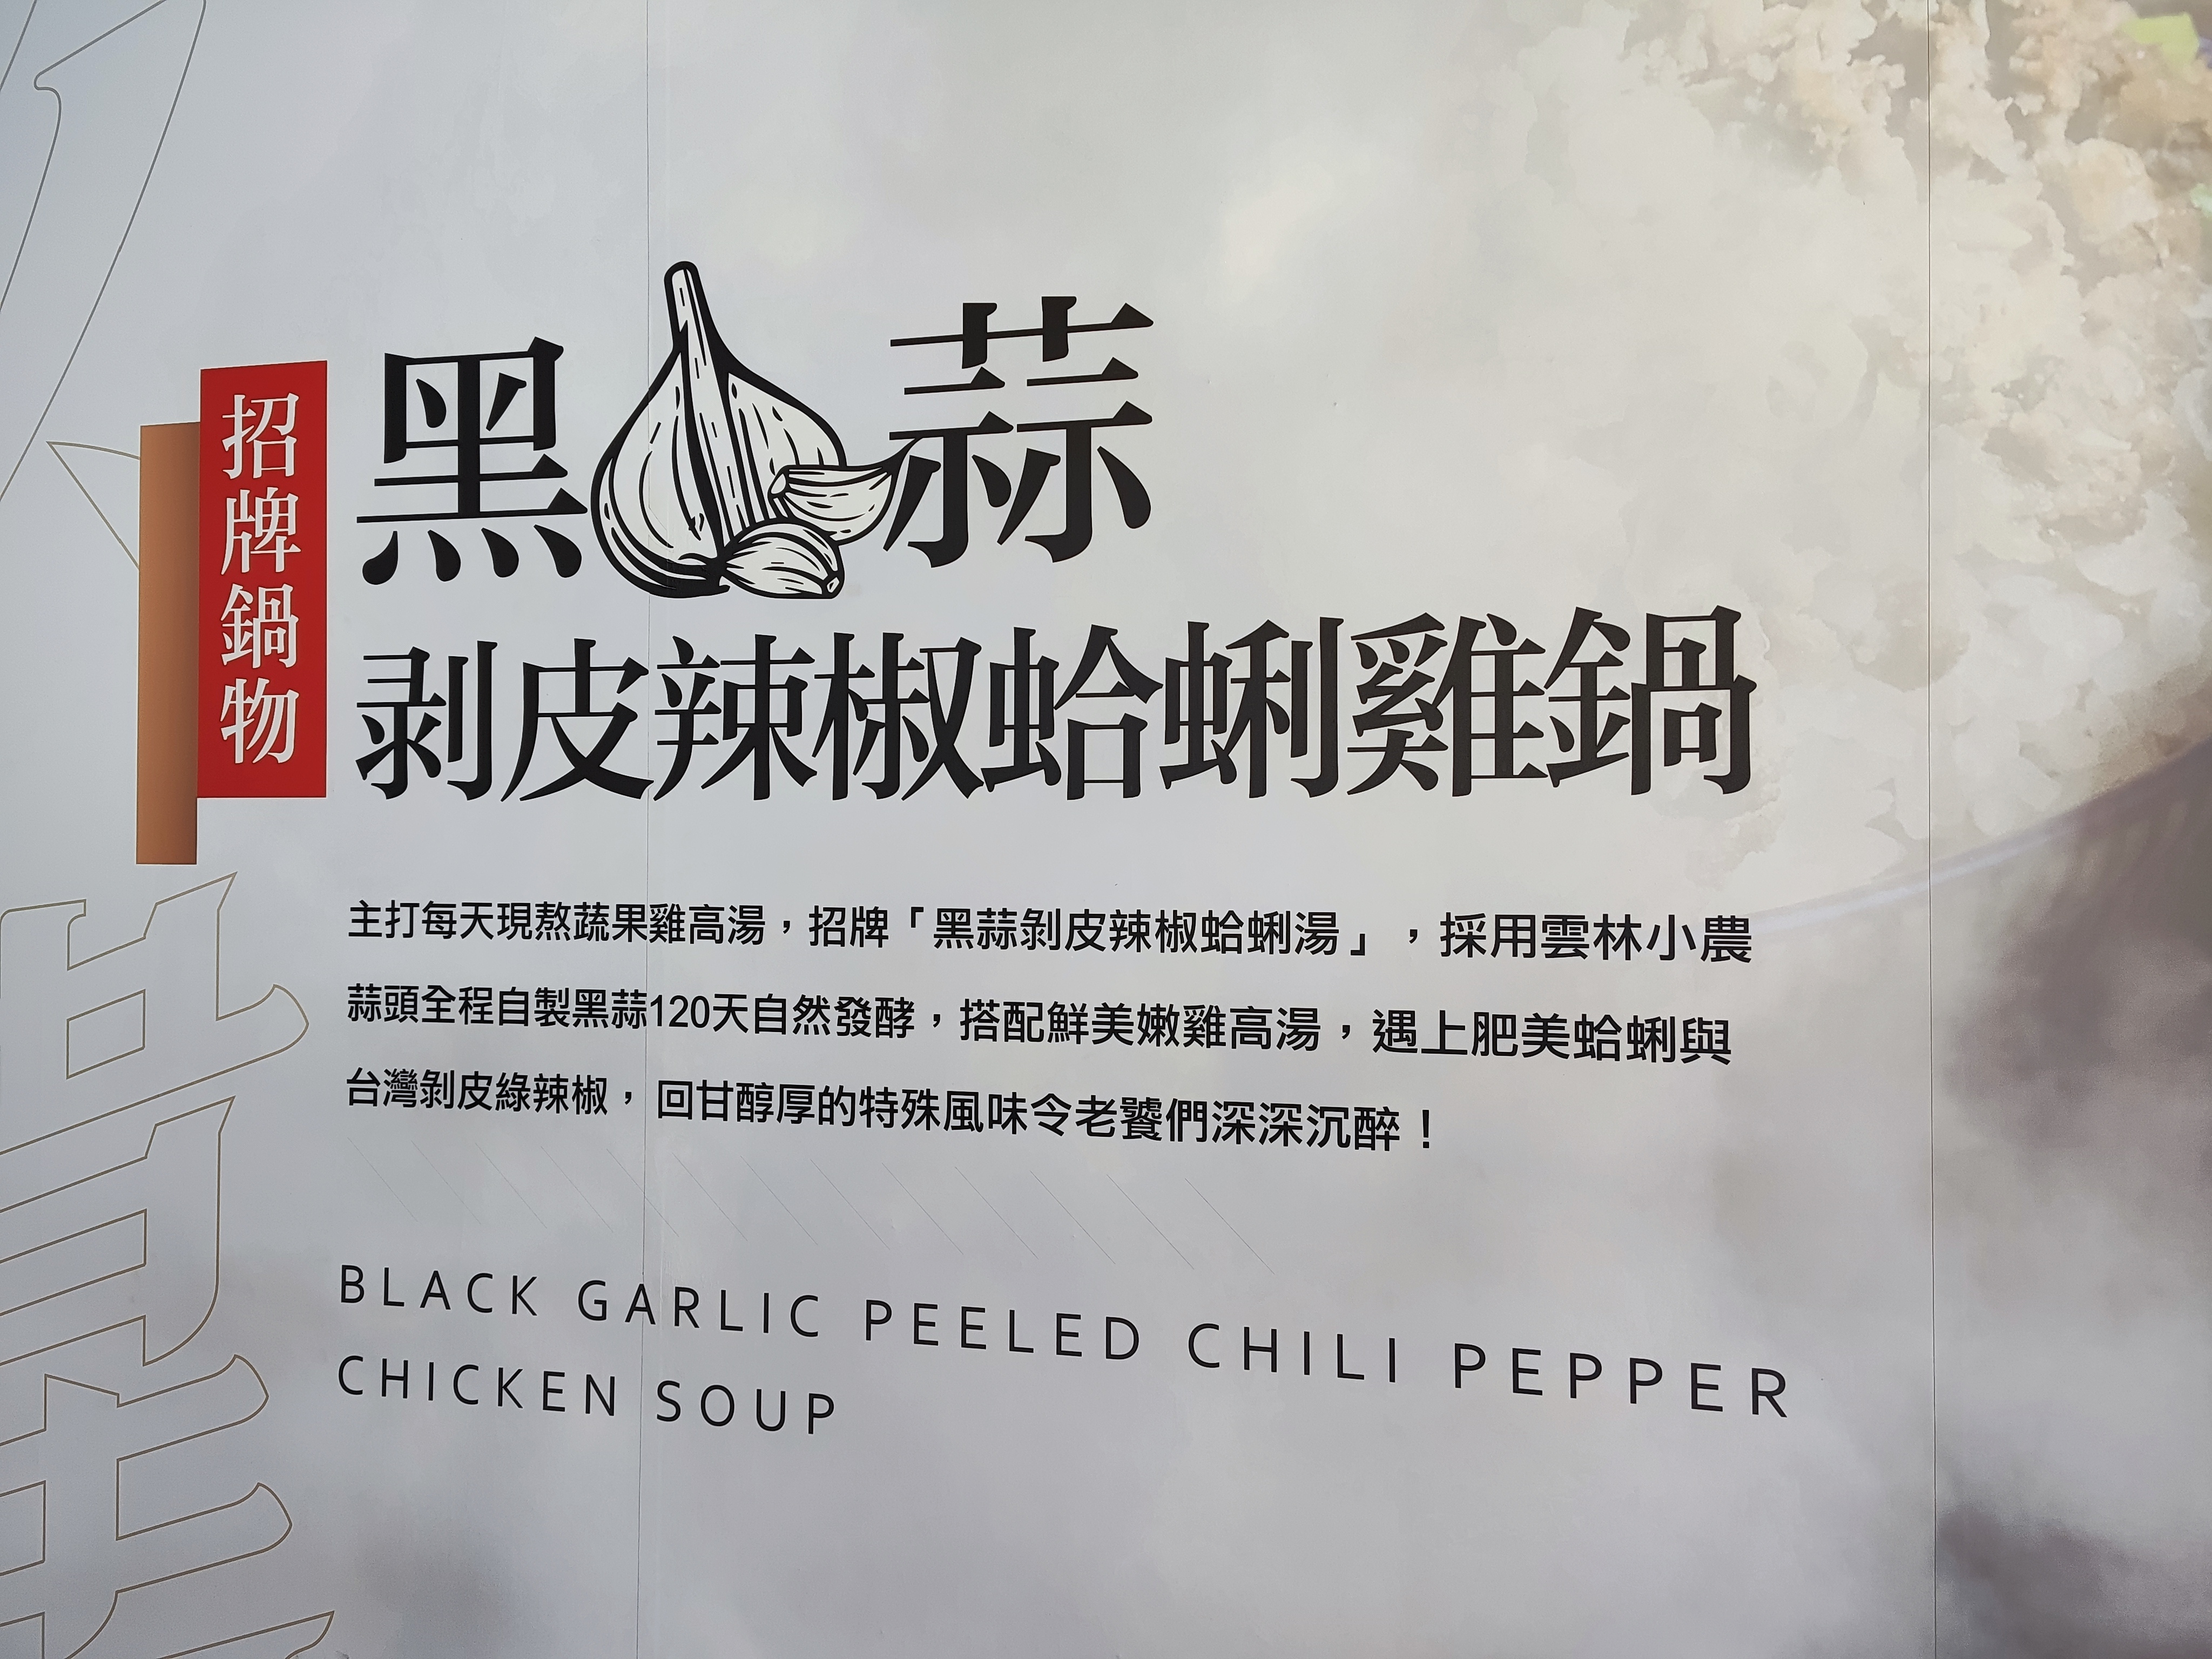 招牌鍋物
黑蒜
剥皮辣椒蛤蜊雞鍋
主打每天現熬蔬果雞高湯，招牌「黑蒜剝皮辣椒蛤蜊湯」，採用雲林小農
蒜頭全程自製黑蒜120天自然發酵，搭配鮮美嫩雞高湯，遇上肥美蛤蜊與
台灣剝皮綠辣椒，回甘醇厚的特殊風味令老饕們深深沉醉！
BLACK GARLIC PEELED CHILI PEPPER
CHICKEN SOUP